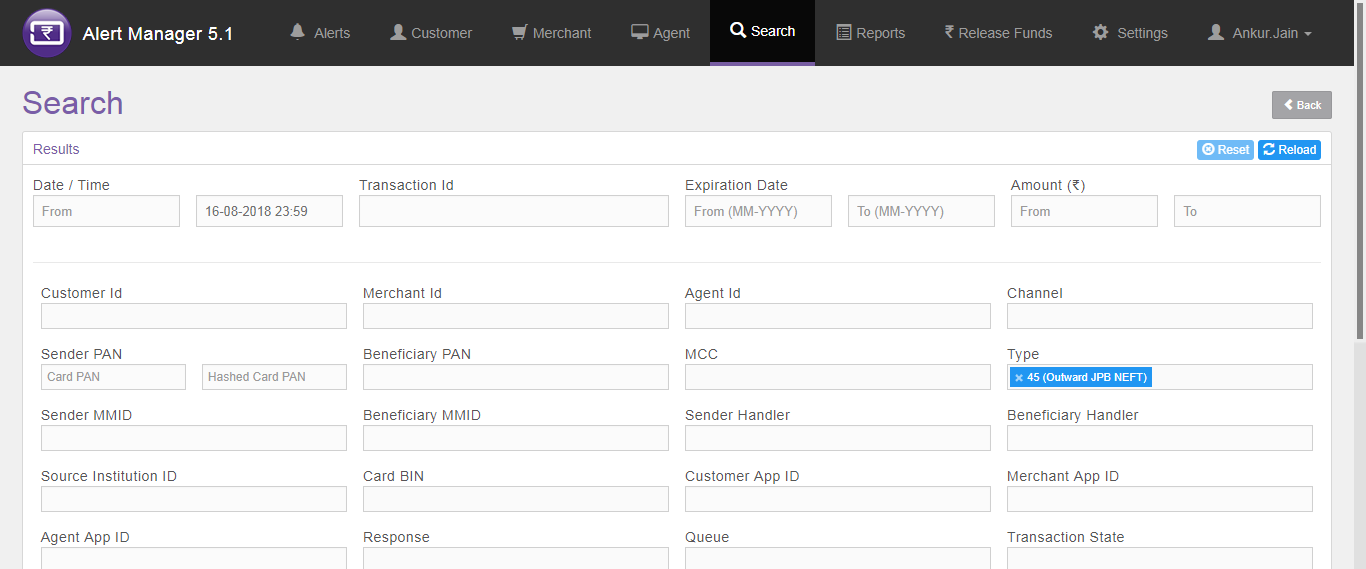 Alert Manager 5.1 Alerts Customer Merchant Agent Search Reports ₹ Release Funds Settings Ankur.Jain
Search
Back
Results Reset Reload
Date / Time Transaction Id Expiration Date Amount (₹)
From 16-08-2018 23:59 From (MM-YYYY) To (MM-YYYY) From To
Customer Id Merchant Id Agent Id Channel
Sender PAN Beneficiary PAN MCC Type
Card PAN Hashed Card PAN × 45 (Outward JPB NEFT)
Sender MMID Beneficiary MMID Sender Handler Beneficiary Handler
Source Institution ID Card BIN Customer App ID Merchant App ID
Agent App ID Response Queue Transaction State